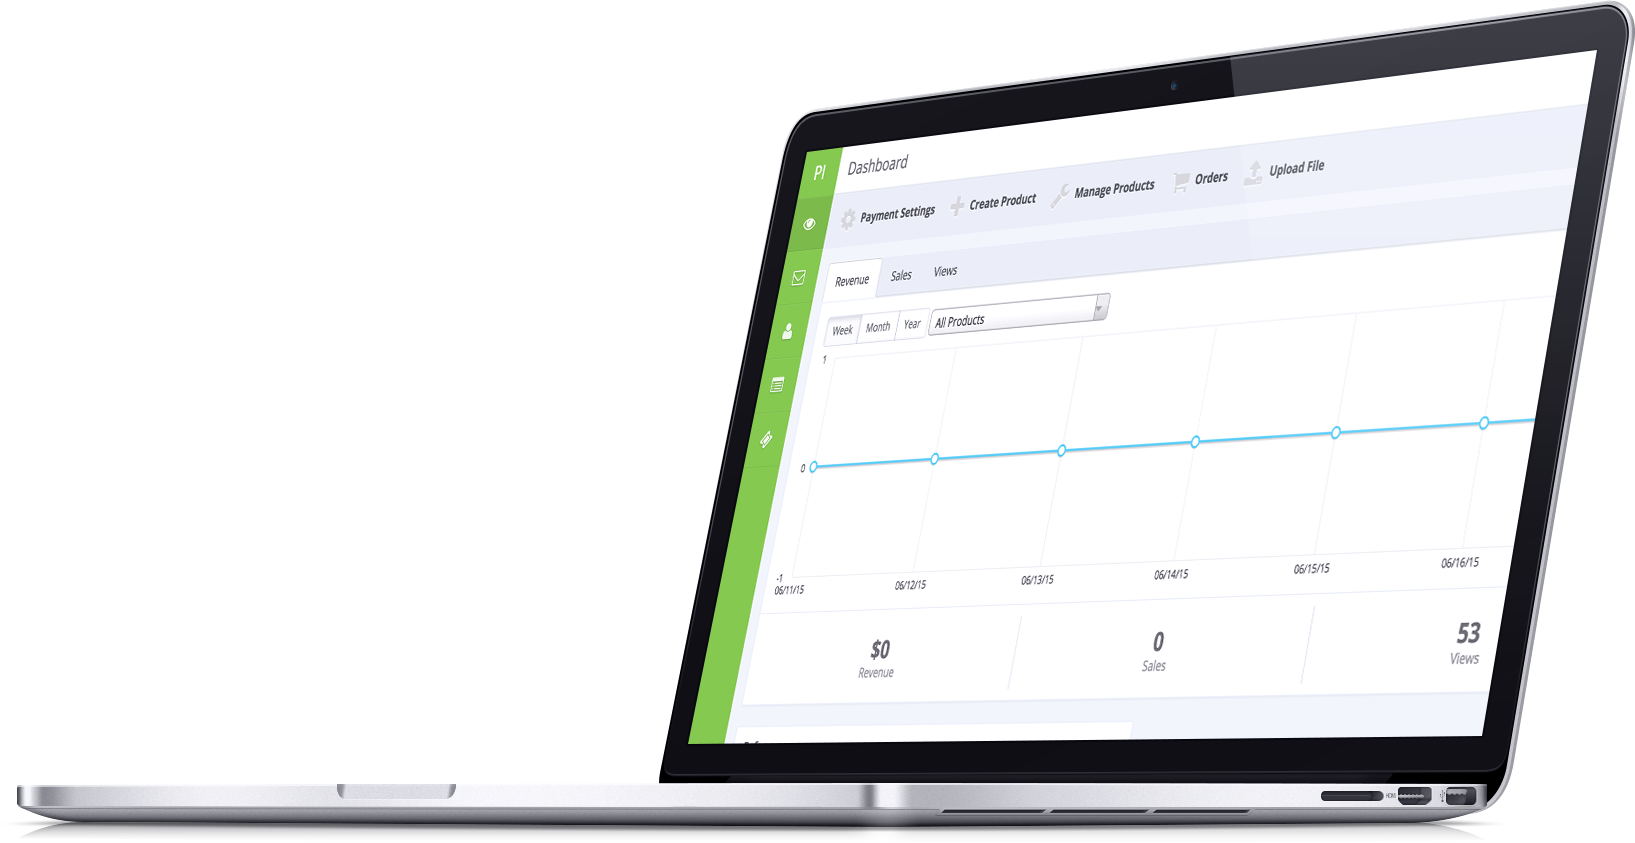 PI Dashboard
Payment Settings Create Product Manage Products Orders Upload File
Revenue Sales Views
Week Month Year All Products
1
0
-1
06/11/15 06/12/15 06/13/15 06/14/15 06/15/15 06/16/15
$0 0 53
Revenue Sales Views
HDMI